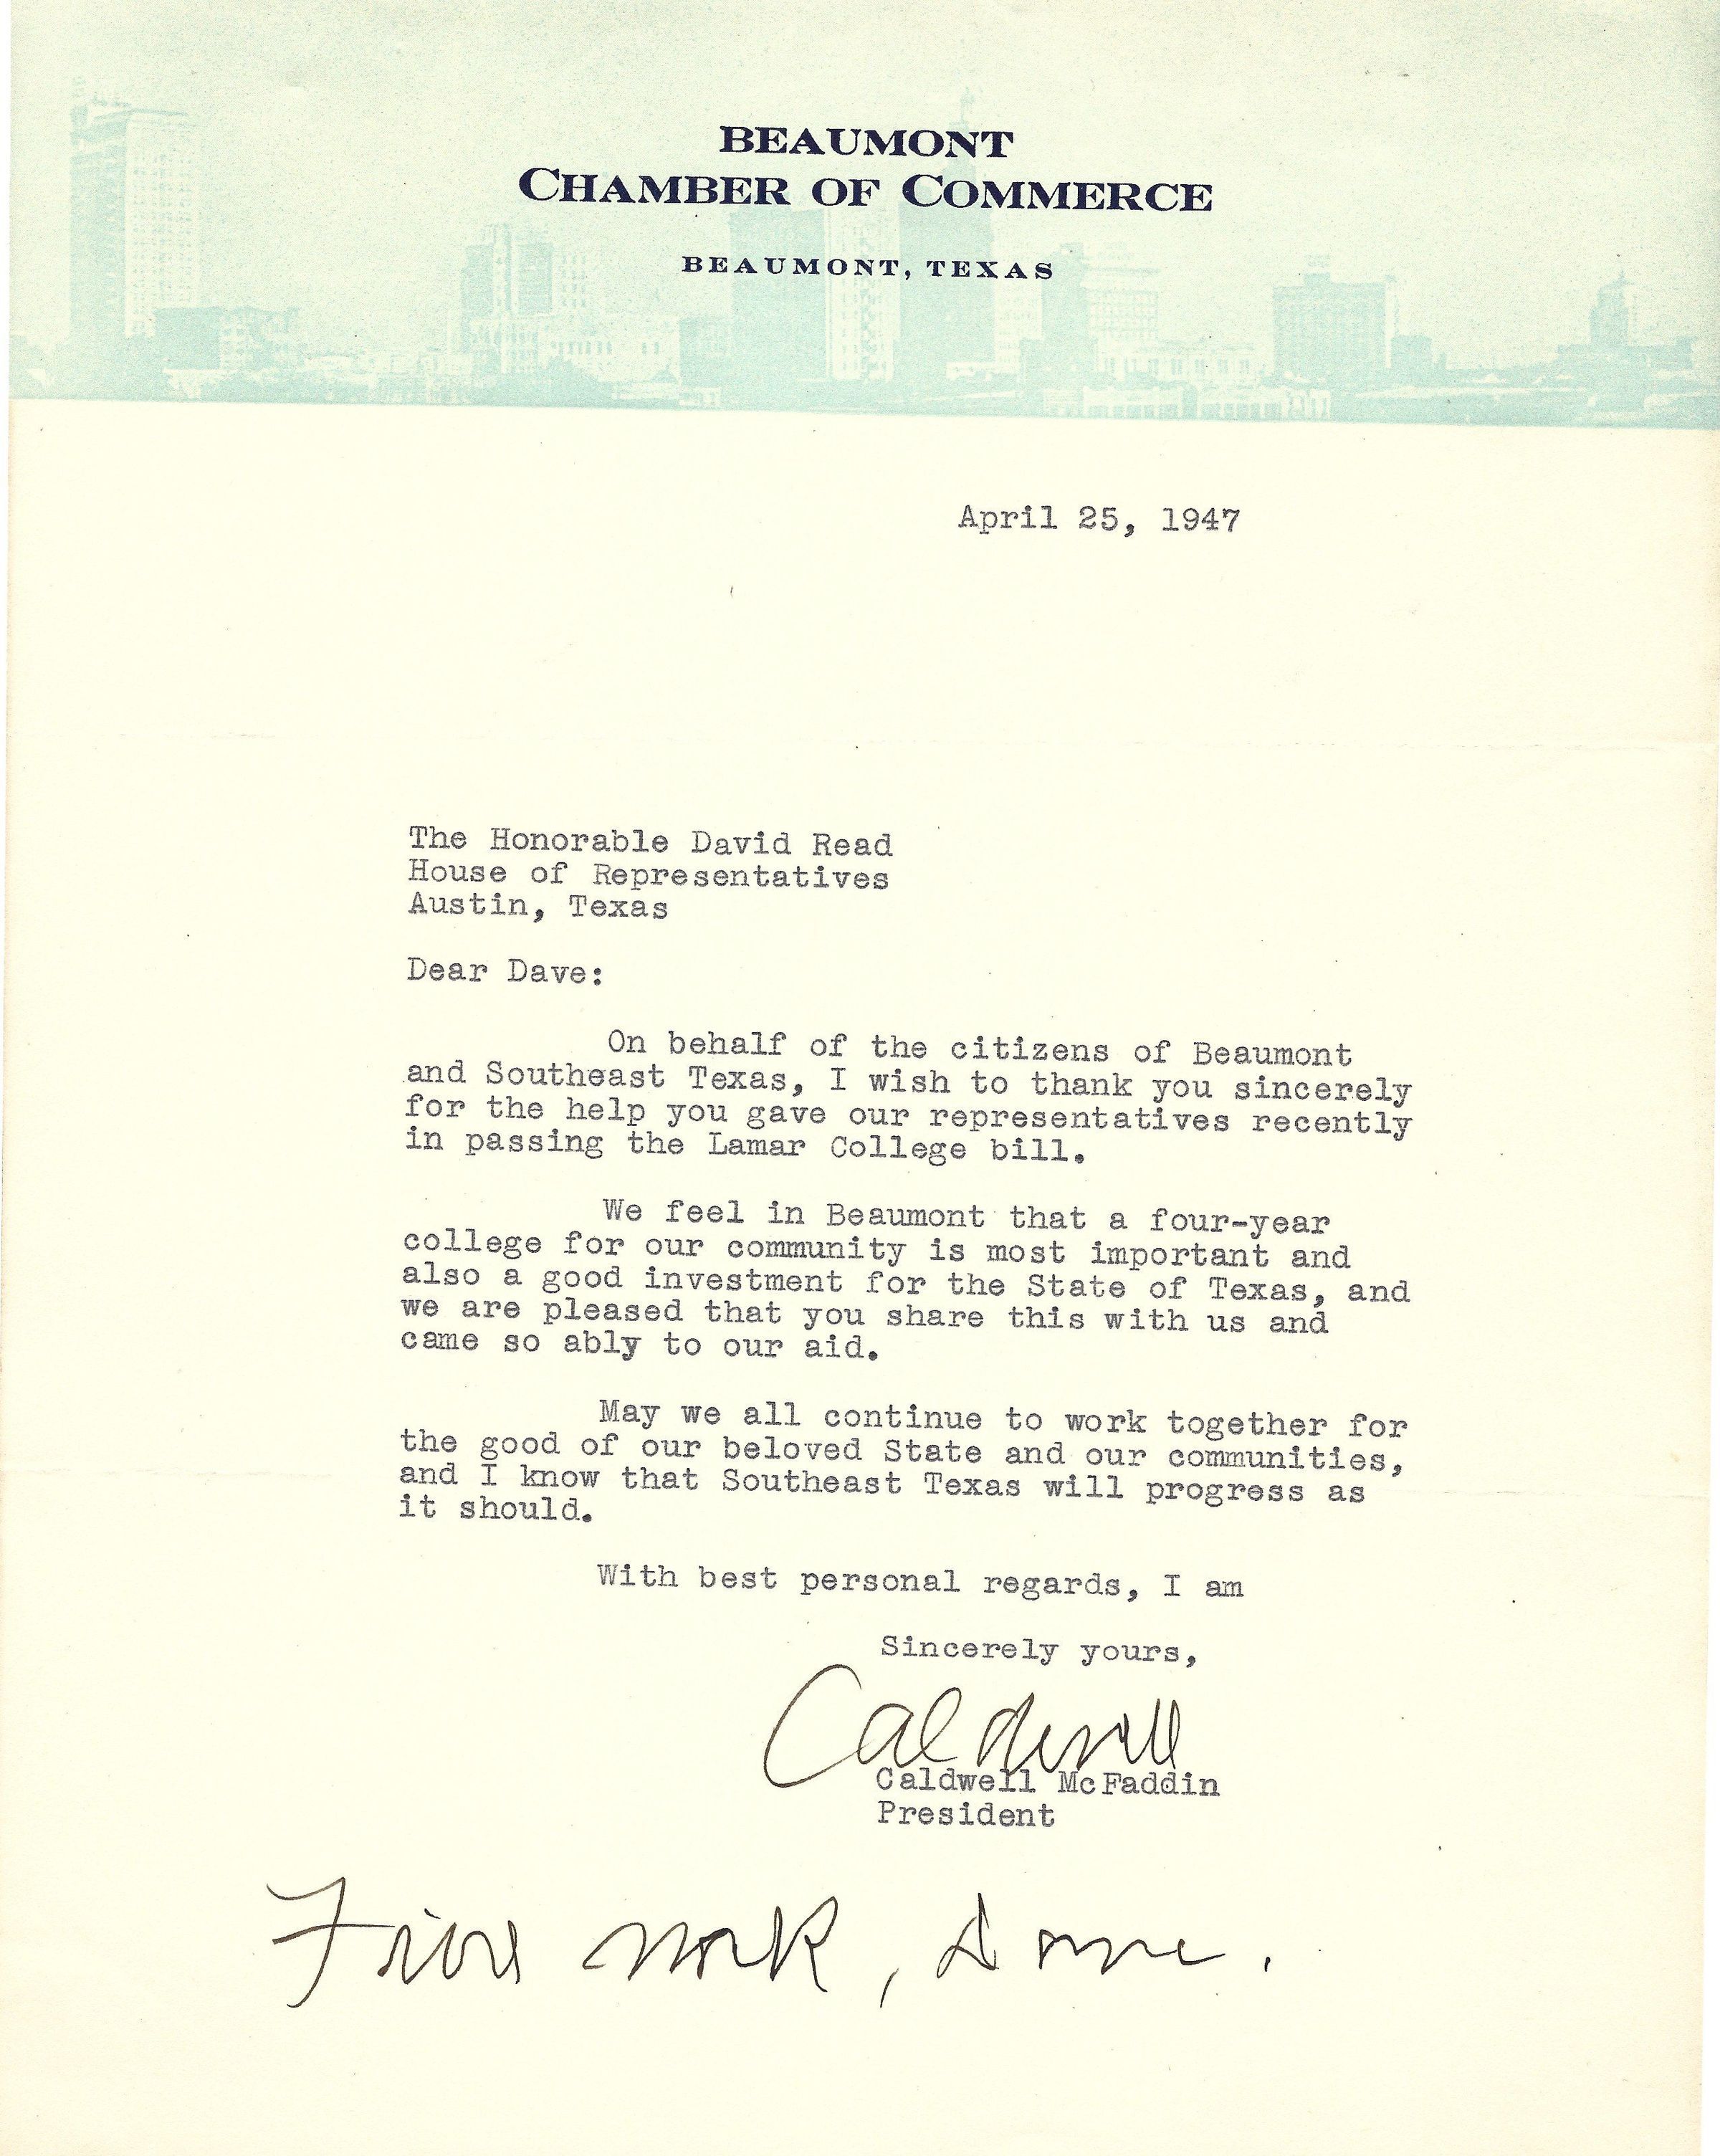 BEAUMONT
CHAMBER OF COMMERCE
BEAUMONT, TEXAS
April 25, 1947
The Honorable David Read
House of Representatives
Austin, Texas
Dear Dave:
On behalf of the citizens of Beaumont
and Southeast Texas, I wish to thank you sincerely
for the help you gave our representatives recently
in passing the Lamar College bill.
We feel in Beaumont that a four-year
college for our community is most important and
also a good investment for the State of Texas, and
we are pleased that you share this with us and
came so ably to our aid.
May we all continue to work together for
the good of our beloved State and our communities,
and I know that Southeast Texas will progress as
it should.
With best personal regards, I am
Sincerely yours,
Caldwell
Caldwell McFaddin
President
Fine work, Dave.